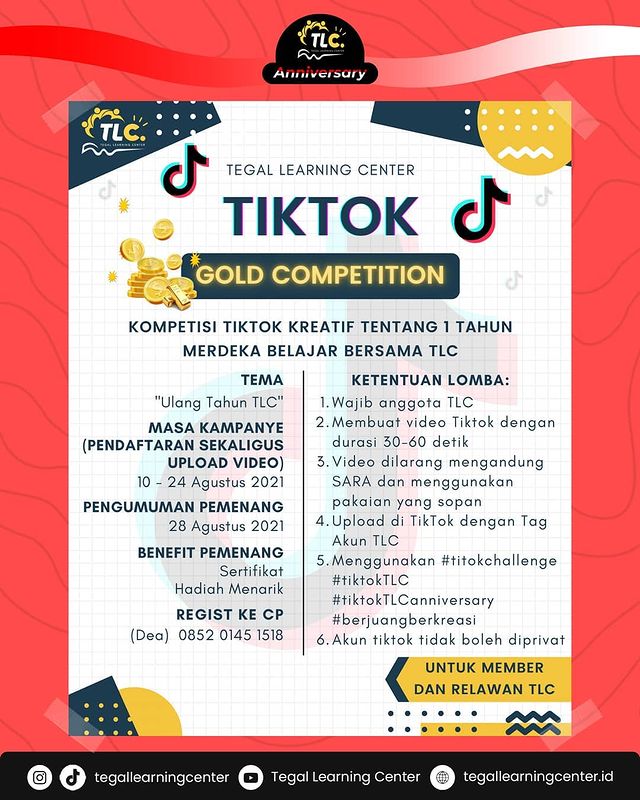 TLC.
TEGAL LEARNING CENTER
Anniversary
TLC.
TEGAL LEARNING CENTER
TEGAL LEARNING CENTER
TIKTOK
GOLD COMPETITION
KOMPETISI TIKTOK KREATIF TENTANG 1 TAHUN
MERDEKA BELAJAR BERSAMA TLC
TEMA
"Ulang Tahun TLC"
MASA KAMPANYE
(PENDAFTARAN SEKALIGUS
UPLOAD VIDEO)
10 - 24 Agustus 2021
PENGUMUMAN PEMENANG
28 Agustus 2021
BENEFIT PEMENANG
Sertifikat
Hadiah Menarik
REGIST KE CP
(Dea) 0852 0145 1518
KETENTUAN LOMBA:
1. Wajib anggota TLC
2. Membuat video Tiktok dengan
durasi 30-60 detik
3. Video dilarang mengandung
SARA dan menggunakan
pakaian yang sopan
4. Upload di TikTok dengan Tag
Akun TLC
5. Menggunakan #titokchallenge
#tiktokTLC
#tiktokTLCanniversary
#berjuangberkreasi
6. Akun tiktok tidak boleh diprivat
UNTUK MEMBER
DAN RELAWAN TLC
tegallearningcenter Tegal Learning Center tegallearningcenter.id